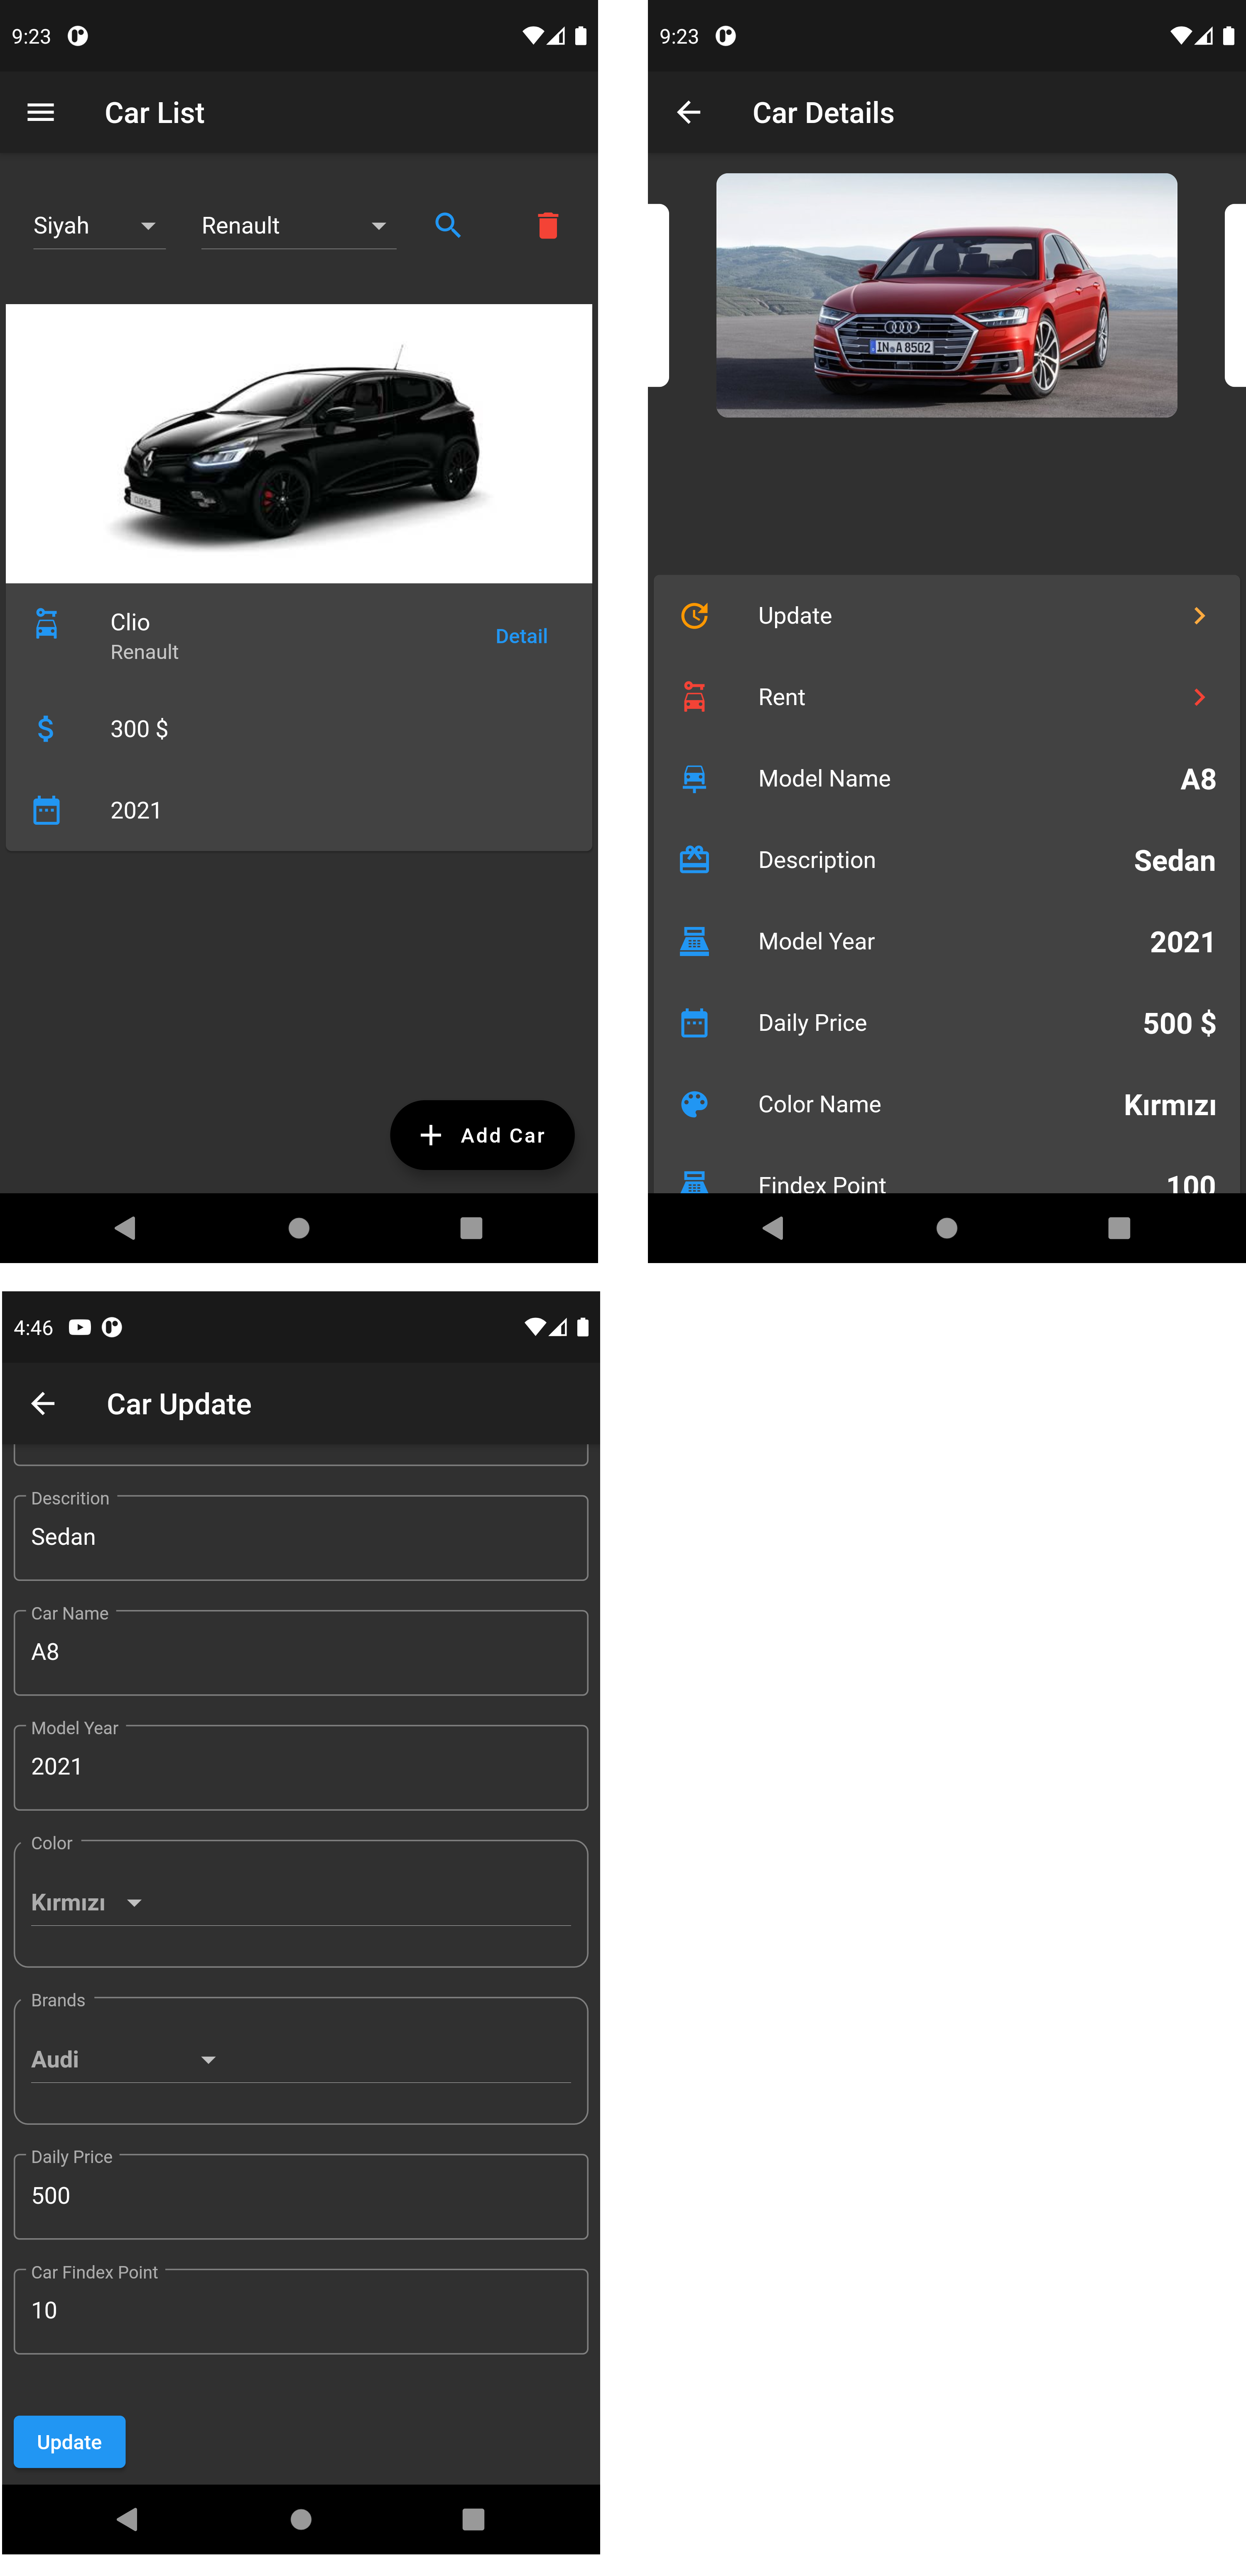 9:23
Car List
Siyah
Renault
Clio
Renault
Detail
300 $
2021
Add Car
9:23
Car Details
IN A 8502
Update
Rent
Model Name
A8
Description
Sedan
Model Year
2021
Daily Price
500 $
Color Name
Kırmızı
Findex Point
100
4:46
Car Update
Descrition
Sedan
Car Name
A8
Model Year
2021
Color
Kırmızı
Brands
Audi
Daily Price
500
Car Findex Point
10
Update